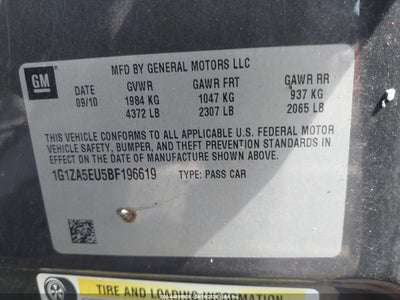 GM
MFD BY GENERAL MOTORS LLC
DATE GVWR GAWR FRT GAWR RR
09/10 1984 KG 1047 KG 937 KG
4372 LB 2307 LB 2065 LB
THIS VEHICLE CONFORMS TO ALL APPLICABLE U.S. FEDERAL MOTOR
VEHICLE SAFETY, BUMPER, AND THEFT PREVENTION STANDARDS IN
EFFECT ON THE DATE OF MANUFACTURE SHOWN ABOVE.
1G1ZA5EU5BF196619 TYPE: PASS CAR
TIRE AND LOADING INFORMATION